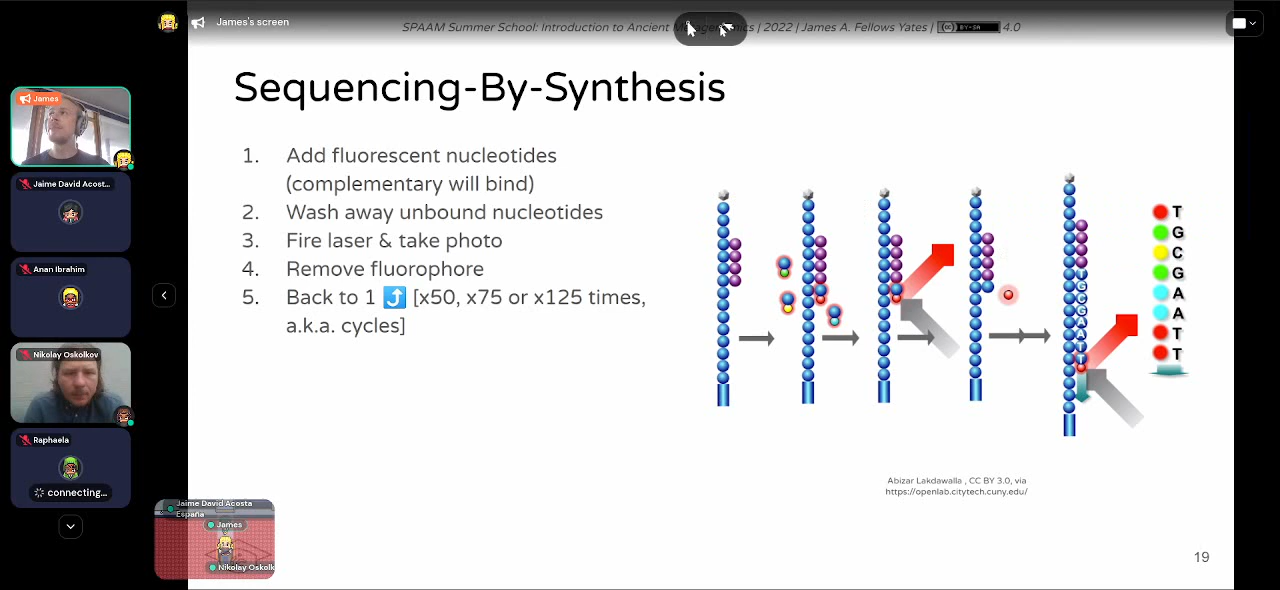 James's screen
SPAAM Summer School: Introduction to Ancient Metagenomics | 2022 | James A. Fellows Yates | (cc) BY-SA 4.0
Sequencing-By-Synthesis
1. Add fluorescent nucleotides
(complementary will bind)
2. Wash away unbound nucleotides
3. Fire laser & take photo
4. Remove fluorophore
5. Back to 1 ⤴️ [x50, x75 or x125 times,
a.k.a. cycles]
T
G
C
G
A
A
T
T
T
G
C
G
A
T
T
Abizar Lakdawalla , CC BY 3.0, via
https://openlab.citytech.cuny.edu/
19
James
Jaime David Acost...
Anan Ibrahim
Nikolay Oskolkov
Raphaela
connecting...
Jaime David Acosta
España
James
Nikolay Oskolk